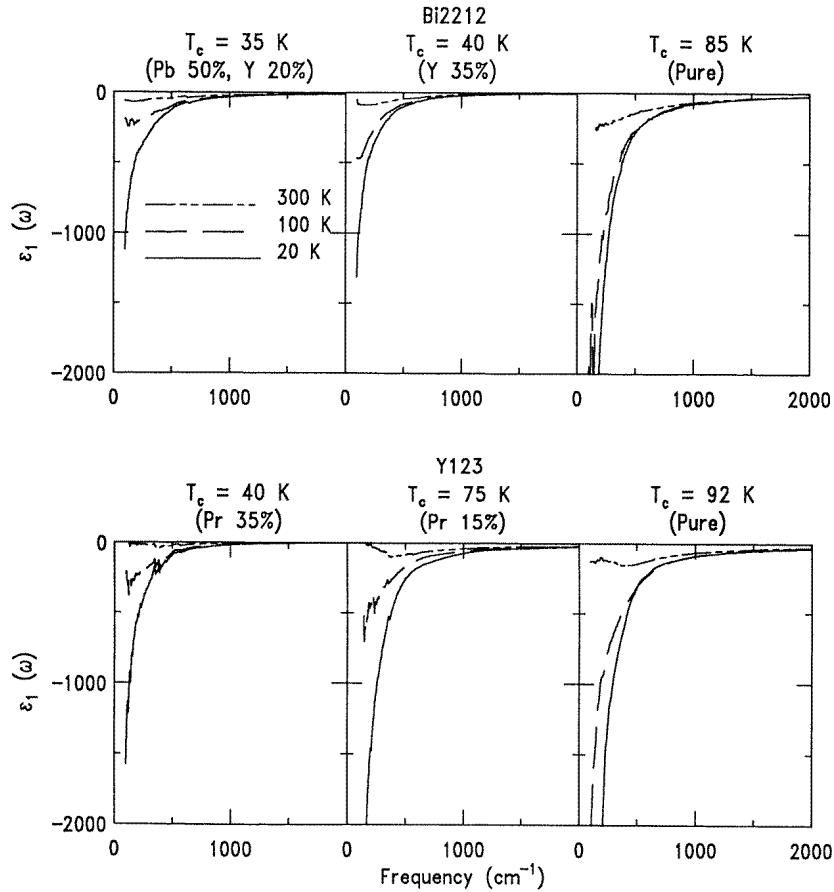 Bi2212
T_c = 35 K
(Pb 50%, Y 20%)
T_c = 40 K
(Y 35%)
T_c = 85 K
(Pure)
0
-1000
-2000
ε₁ (ω)
300 K
100 K
20 K
0
1000
0
1000
0
1000
2000
Y123
T_c = 40 K
(Pr 35%)
T_c = 75 K
(Pr 15%)
T_c = 92 K
(Pure)
0
-1000
-2000
ε₁ (ω)
0
1000
0
1000
0
1000
2000
Frequency (cm⁻¹)